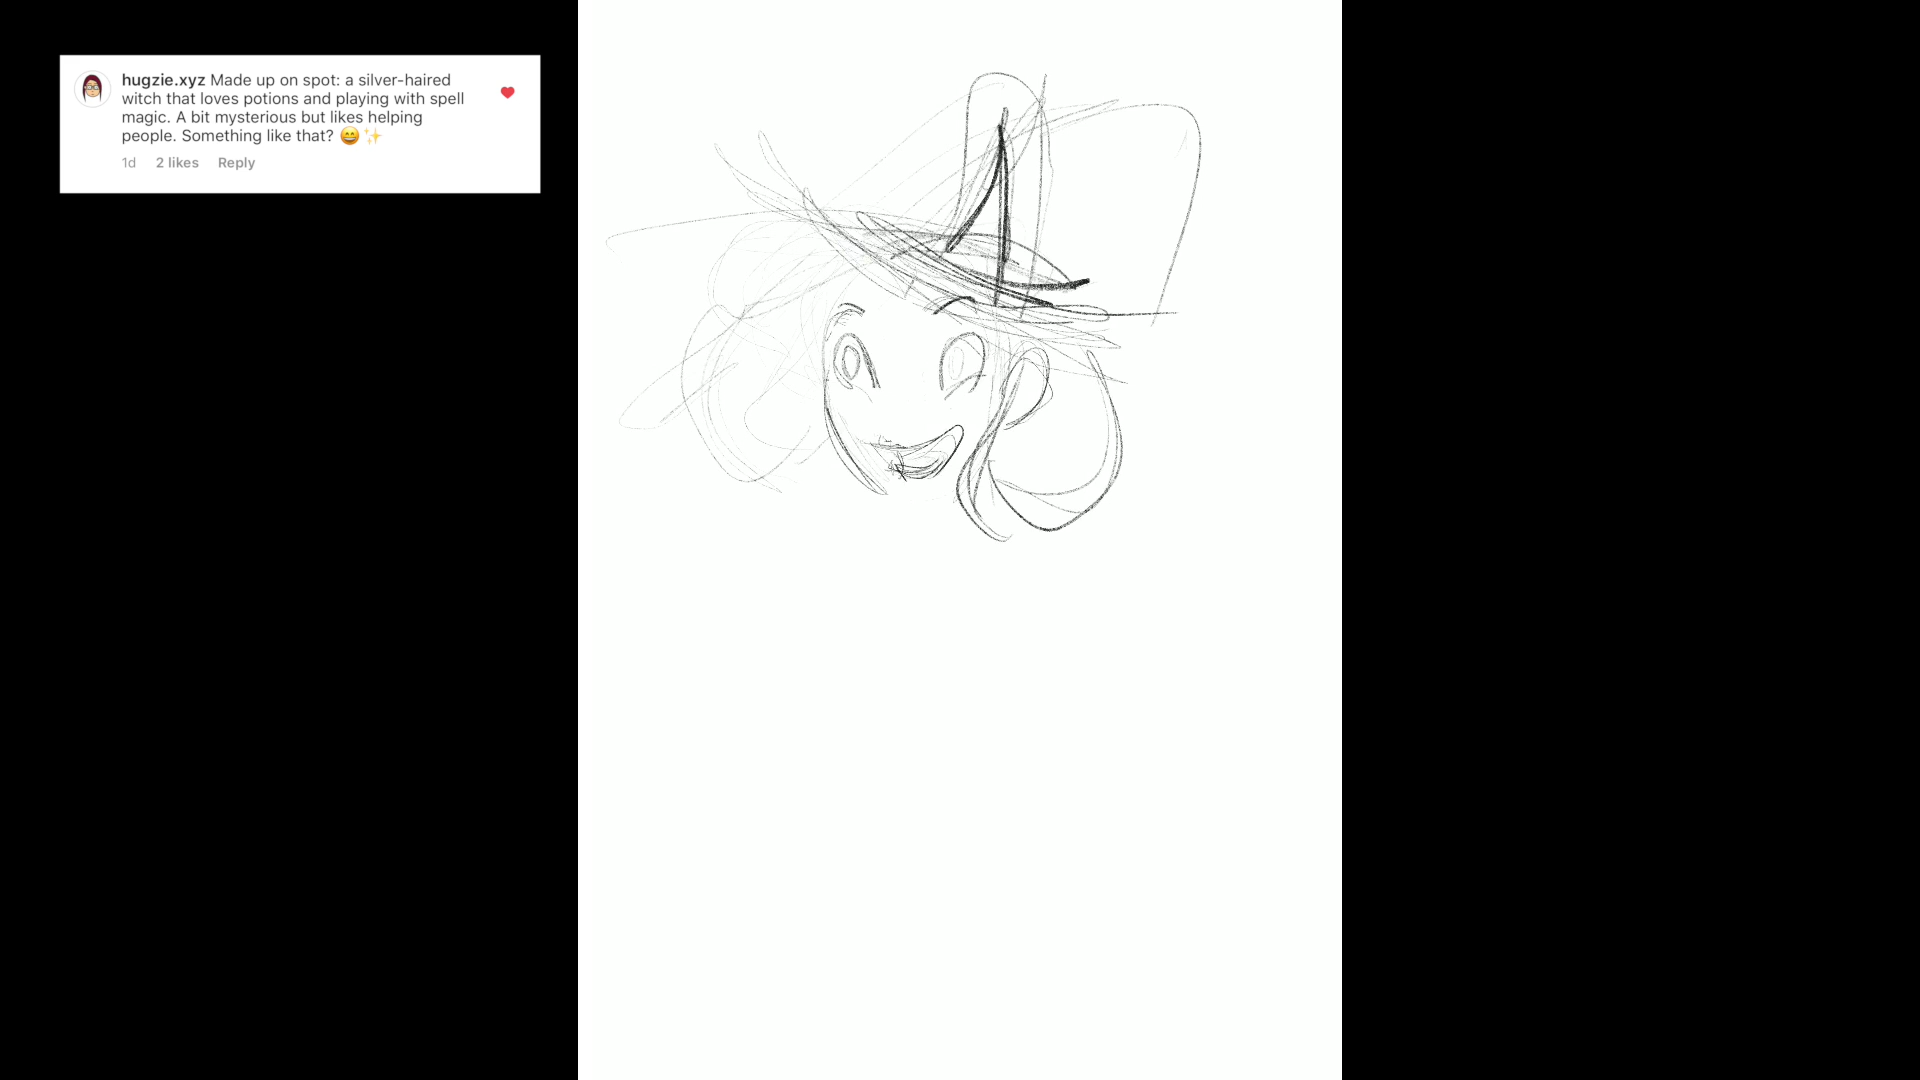 hugzie.xyz Made up on spot: a silver-haired
witch that loves potions and playing with spell
magic. A bit mysterious but likes helping
people. Something like that? 😄✨
1d 2 likes Reply